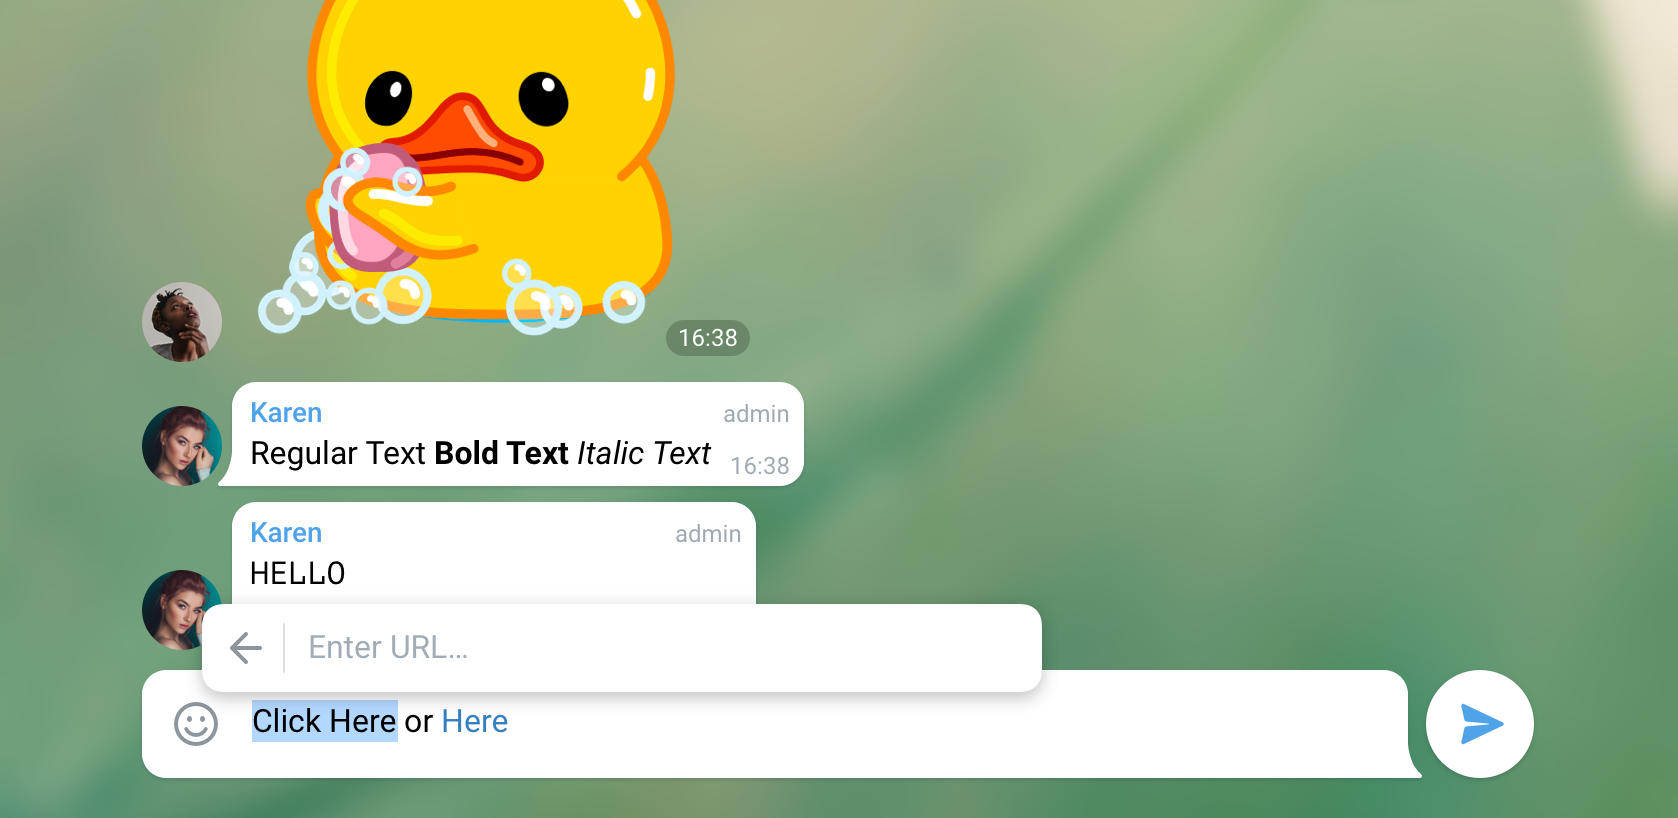 16:38
Karen admin
Regular Text Bold Text Italic Text 16:38
Karen admin
HELLO
Enter URL...
Click Here or Here